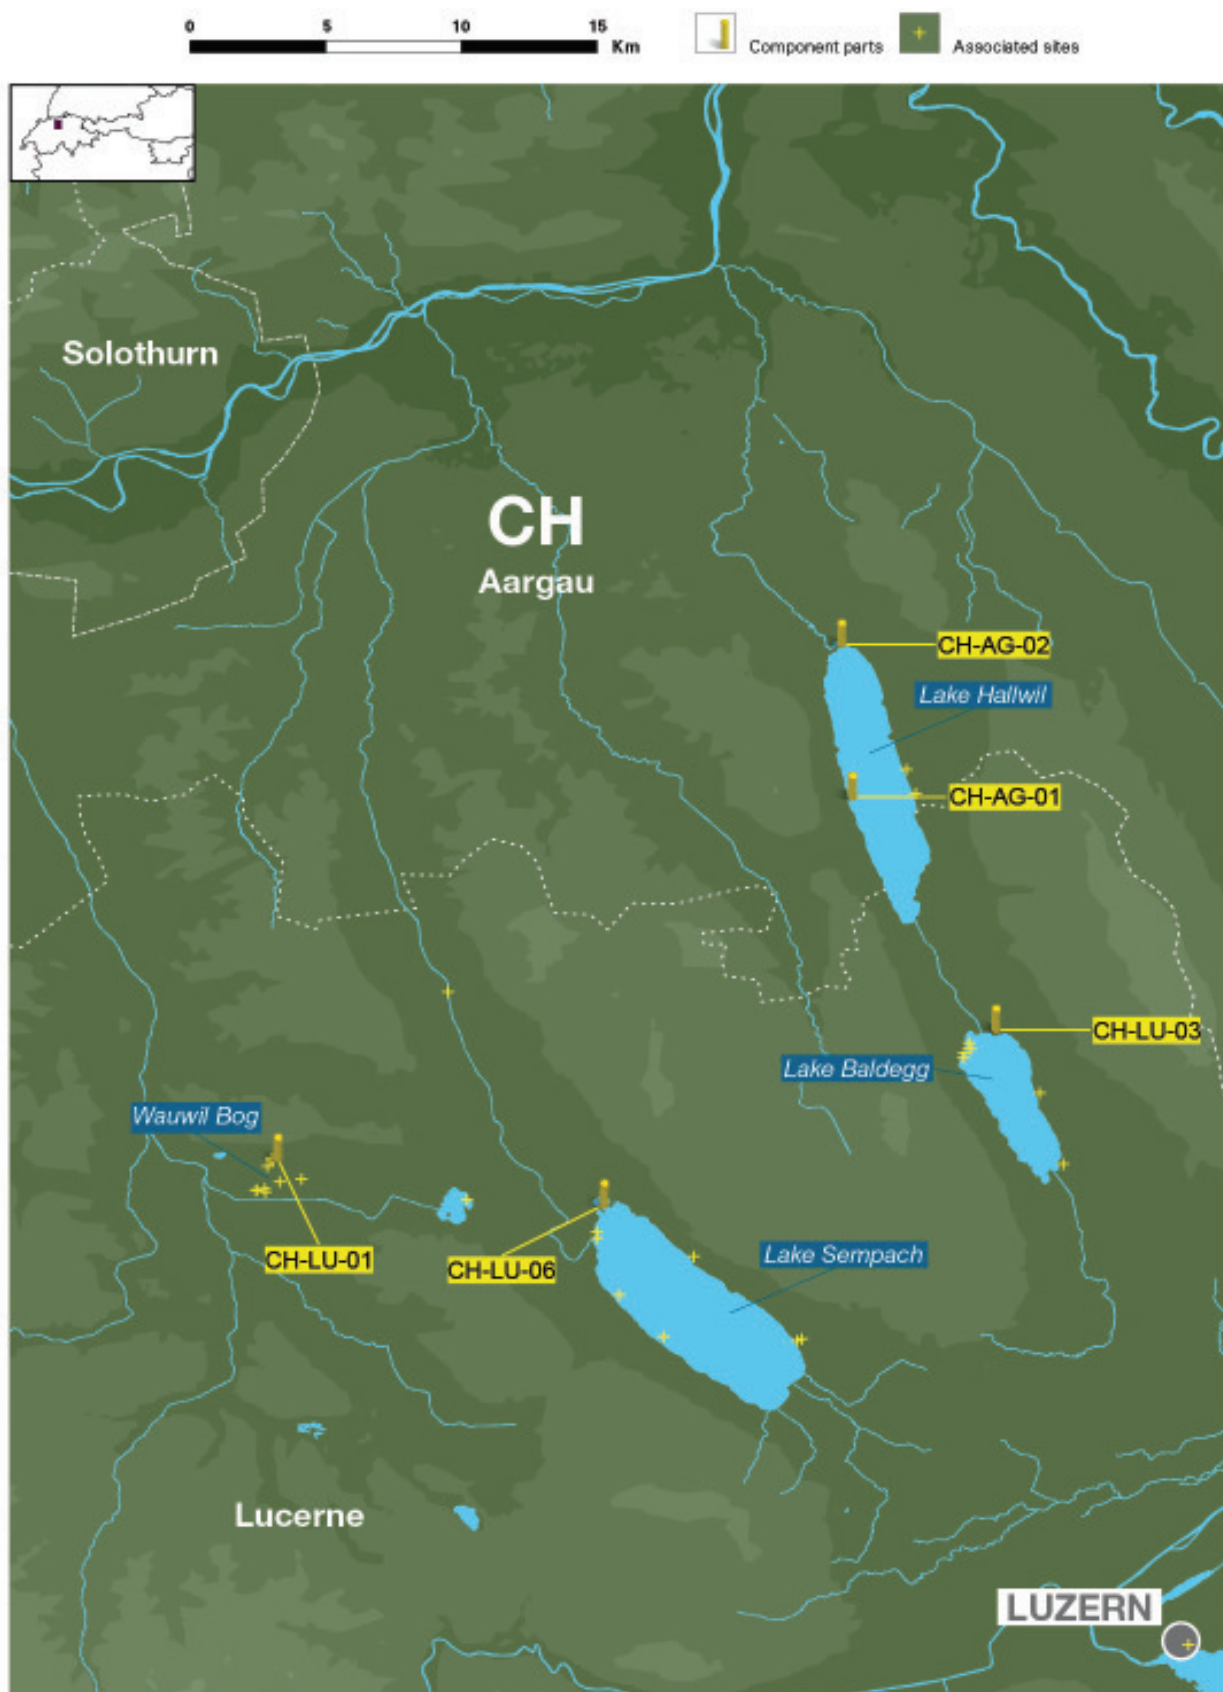 0 5 10 15
Km
Component parts
Associated sites
Solothurn
CH
Aargau
CH-AG-02
Lake Hallwil
CH-AG-01
CH-LU-03
Lake Baldegg
Wauwil Bog
CH-LU-01
CH-LU-06
Lake Sempach
Lucerne
LUZERN